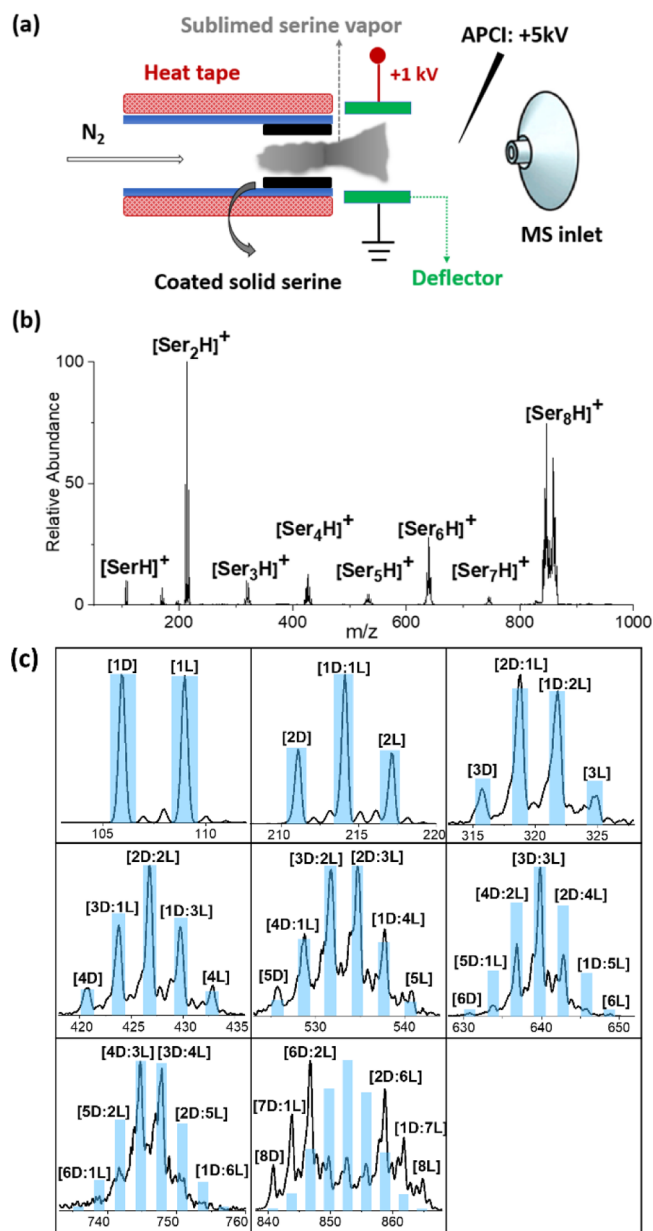 (a)
Sublimed serine vapor
APCI: +5kV
Heat tape
+1 kV
N2
MS inlet
Coated solid serine
Deflector
(b)
100
[Ser2H]+
[Ser8H]+
Relative Abundance
50
[Ser4H]+
[Ser6H]+
[SerH]+
[Ser3H]+
[Ser5H]+
[Ser7H]+
0
200
400
600
800
1000
m/z
(c)
[1D]
[1L]
105
110
[1D:1L]
[2D]
[2L]
210
215
220
[2D:1L]
[1D:2L]
[3D]
[3L]
315
320
325
[2D:2L]
[3D:1L]
[1D:3L]
[4D]
[4L]
420
425
430
435
[3D:2L]
[2D:3L]
[4D:1L]
[1D:4L]
[5D]
[5L]
530
540
[3D:3L]
[4D:2L]
[2D:4L]
[5D:1L]
[1D:5L]
[6D]
[6L]
630
640
650
[4D:3L]
[3D:4L]
[5D:2L]
[2D:5L]
[6D:1L]
[1D:6L]
740
750
760
[6D:2L]
[2D:6L]
[7D:1L]
[1D:7L]
[8D]
[8L]
840
850
860